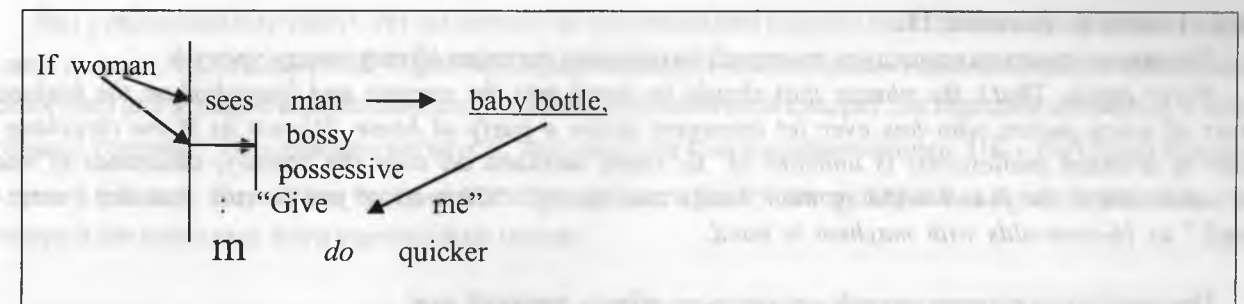 If woman
sees man baby bottle,
bossy
possessive
: “Give me”
m do quicker